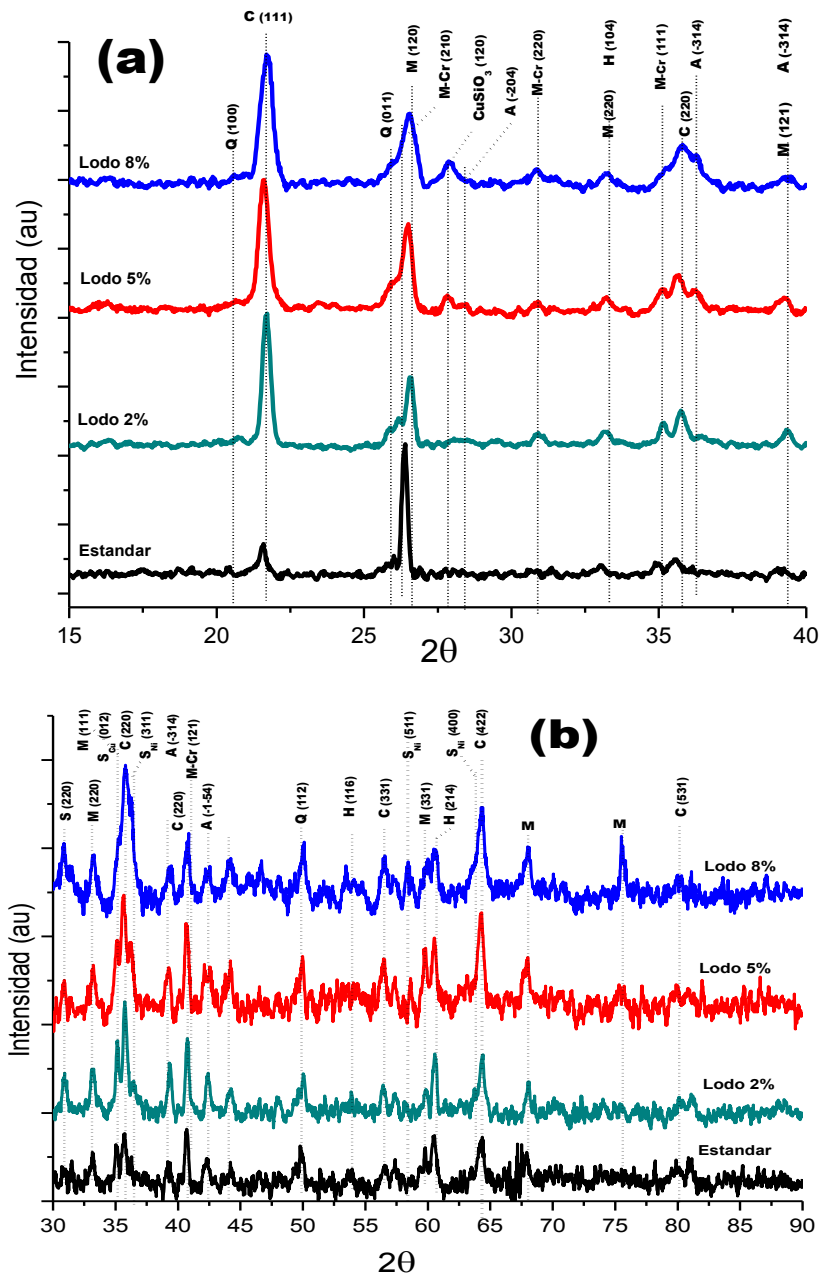 (a)
C (111)
Q (100)
Q (011)
M (120)
M-Cr (210)
CuSiO3 (120)
A (-204)
M-Cr (220)
H (104)
M (220)
M-Cr (111)
A (-314)
C (220)
A (-314)
M (121)
Lodo 8%
Lodo 5%
Lodo 2%
Estandar
Intensidad (au)
15 20 25 30 35 40
2θ
(b)
S (220)
M (111)
M (220)
SCu (012)
C (220)
SNi (311)
A (-314)
C (220)
M-Cr (121)
A (-1-54)
Q (112)
H (116)
C (331)
SNi (511)
M (331)
H (214)
SNi (400)
C (422)
M
M
C (531)
Lodo 8%
Lodo 5%
Lodo 2%
Estandar
Intensidad (au)
30 35 40 45 50 55 60 65 70 75 80 85 90
2θ